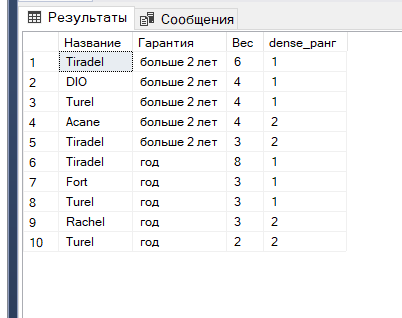 Результаты Сообщения
Название Гарантия Вес dense_ранг
1 Tiradel больше 2 лет 6 1
2 DIO больше 2 лет 4 1
3 Turel больше 2 лет 4 1
4 Acane больше 2 лет 4 2
5 Tiradel больше 2 лет 3 2
6 Tiradel год 8 1
7 Fort год 3 1
8 Turel год 3 1
9 Rachel год 3 2
10 Turel год 2 2